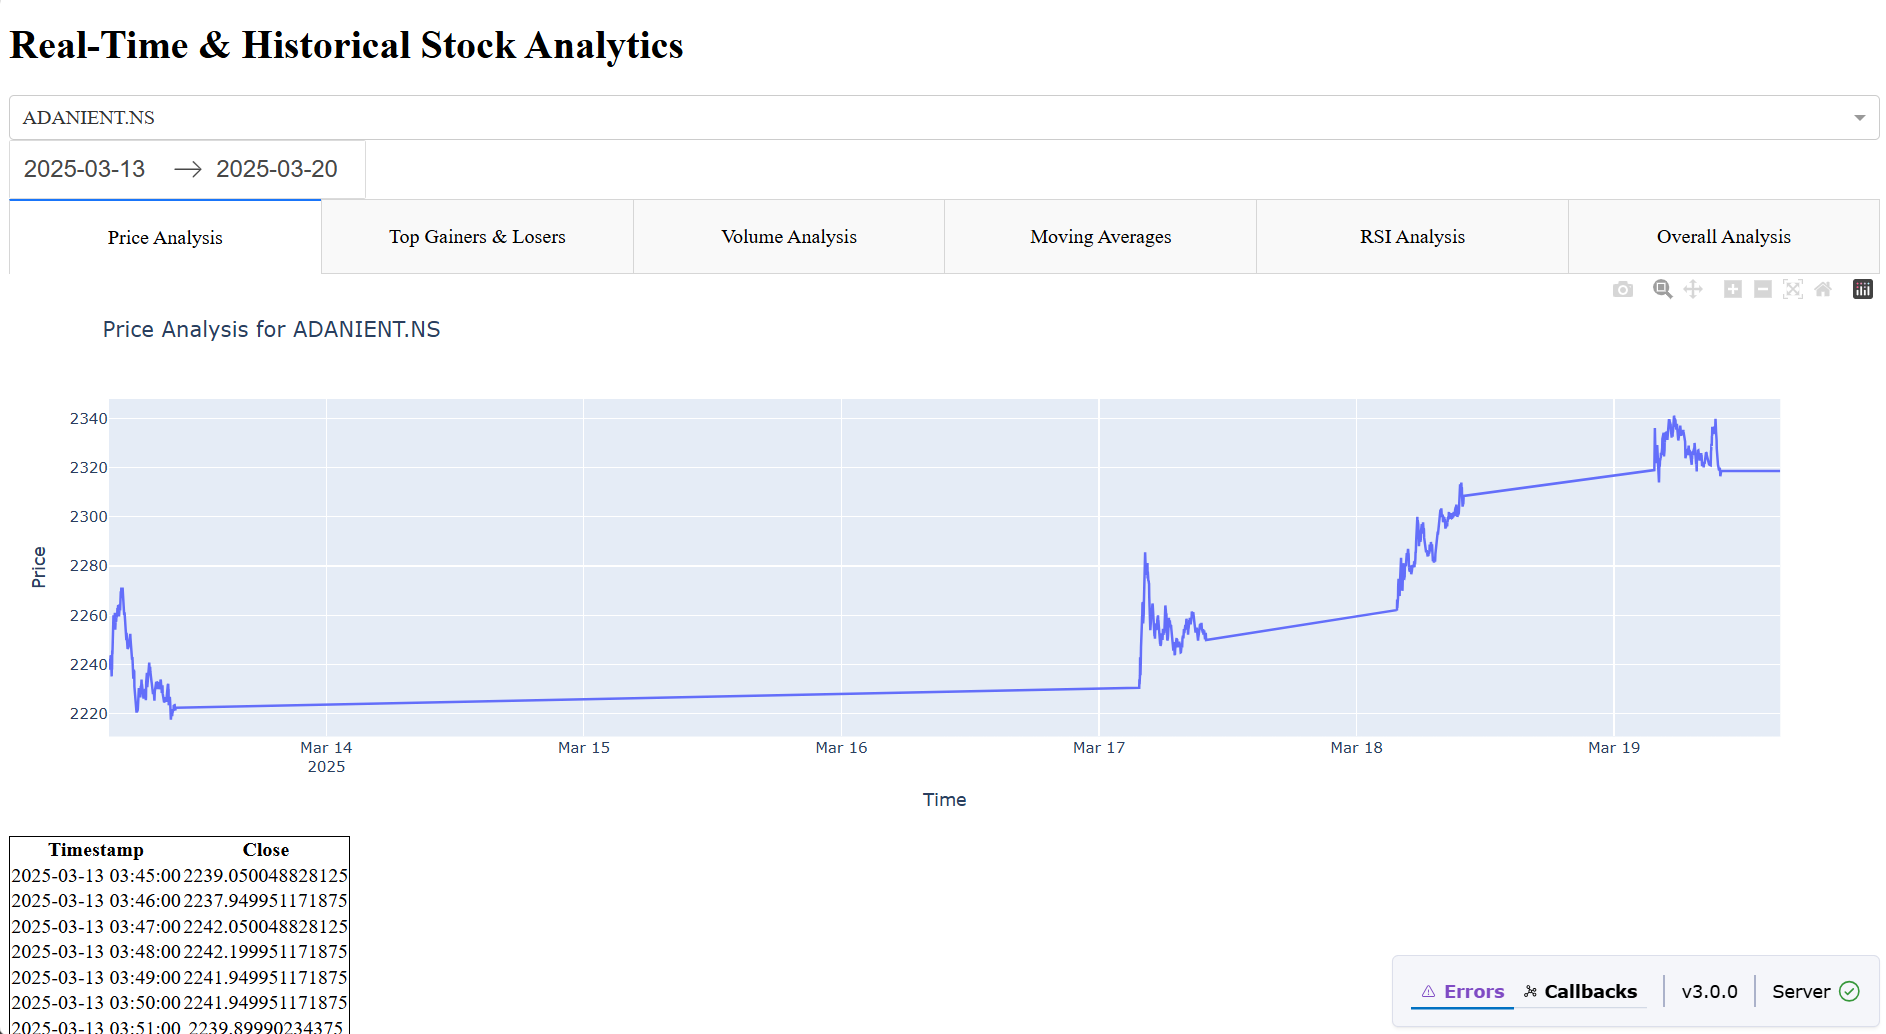 Real-Time & Historical Stock Analytics
ADANIENT.NS
2025-03-13 → 2025-03-20
Price Analysis
Top Gainers & Losers
Volume Analysis
Moving Averages
RSI Analysis
Overall Analysis
Price Analysis for ADANIENT.NS
2340
2320
2300
2280
2260
2240
2220
Price
Mar 14
2025
Mar 15
Mar 16
Mar 17
Mar 18
Mar 19
Time
Timestamp Close
2025-03-13 03:45:00 2239.050048828125
2025-03-13 03:46:00 2237.949951171875
2025-03-13 03:47:00 2242.050048828125
2025-03-13 03:48:00 2242.199951171875
2025-03-13 03:49:00 2241.949951171875
2025-03-13 03:50:00 2241.949951171875
2025-03-13 03:51:00 2239.89990234375
Errors Callbacks v3.0.0 Server